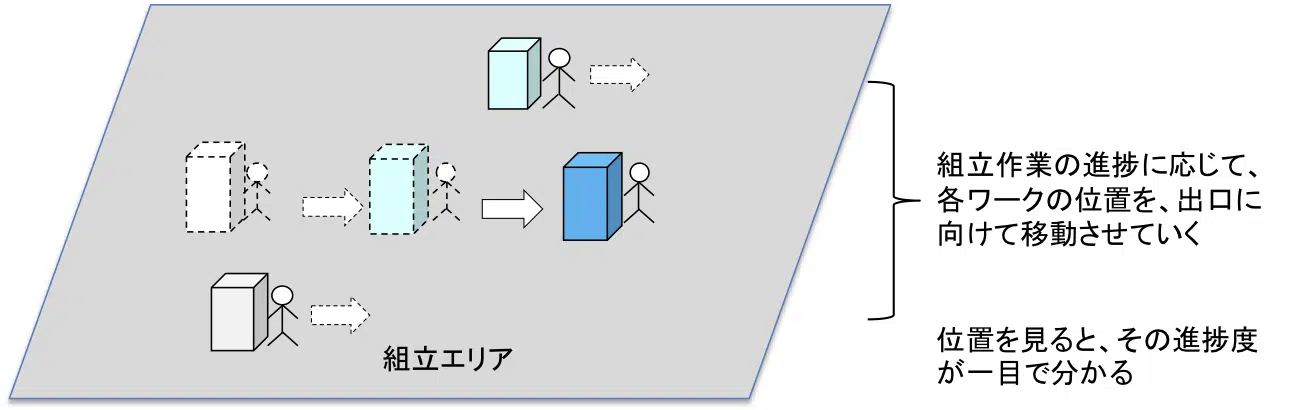 組立作業の進捗に応じて、
各ワークの位置を、出口に
向けて移動させていく
位置を見ると、その進捗度
が一目で分かる
組立エリア